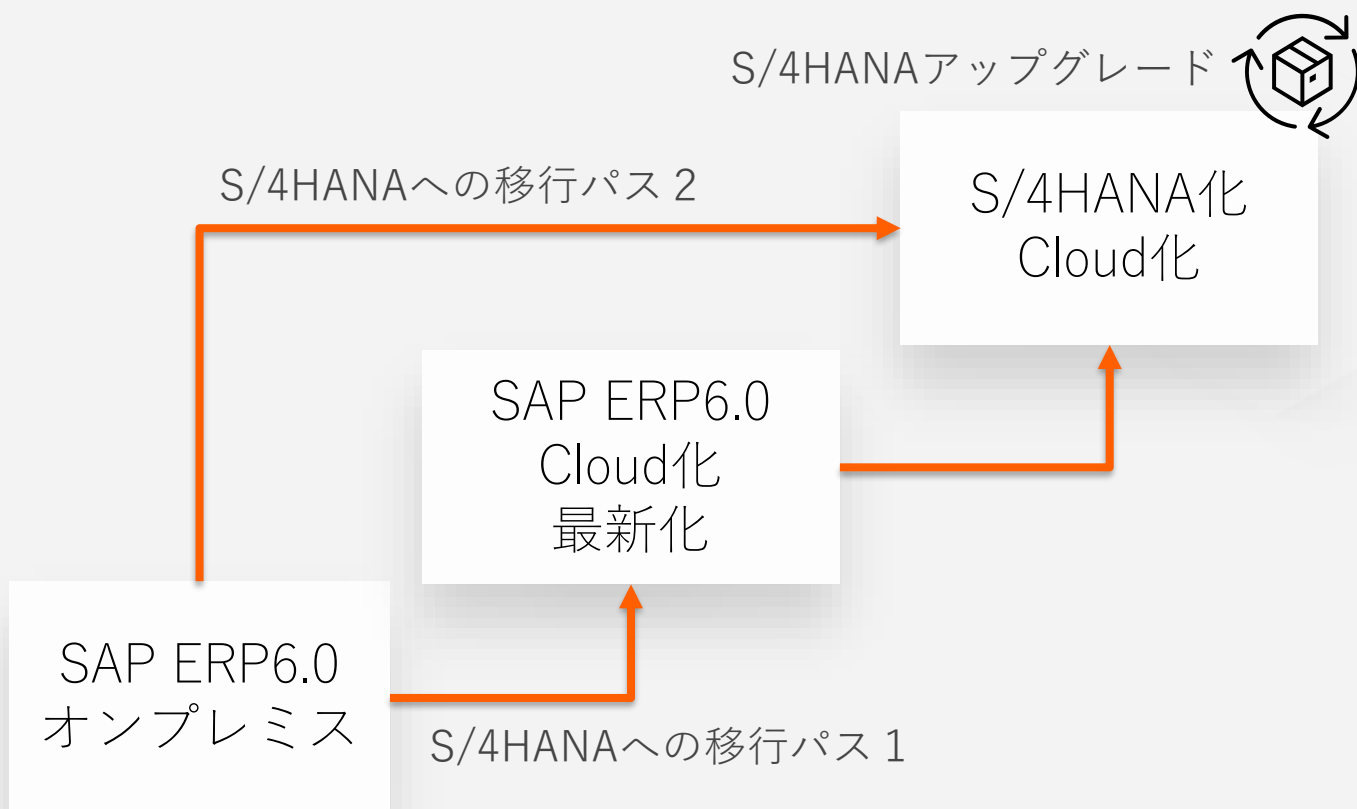 S/4HANAアップグレード
S/4HANAへの移行パス２
S/4HANA化
Cloud化
SAP ERP6.0
Cloud化
最新化
SAP ERP6.0
オンプレミス
S/4HANAへの移行パス１